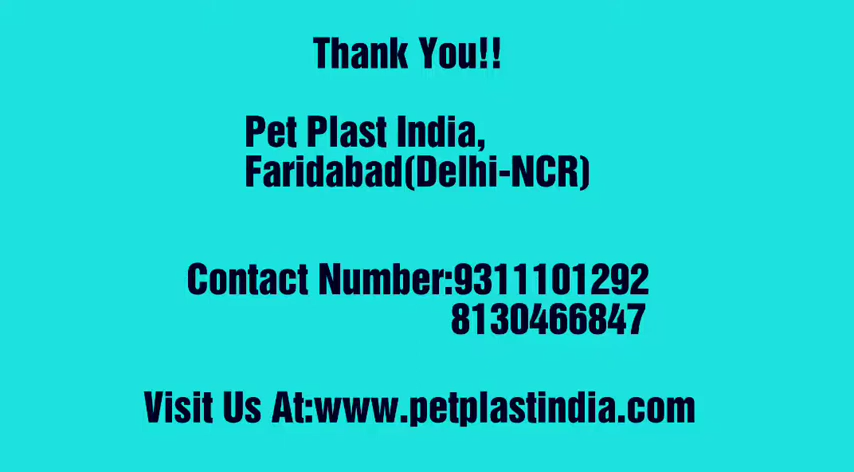 Thank You!!
Pet Plast India,
Faridabad(Delhi-NCR)
Contact Number:9311101292
8130466847
Visit Us At:www.petplastindia.com